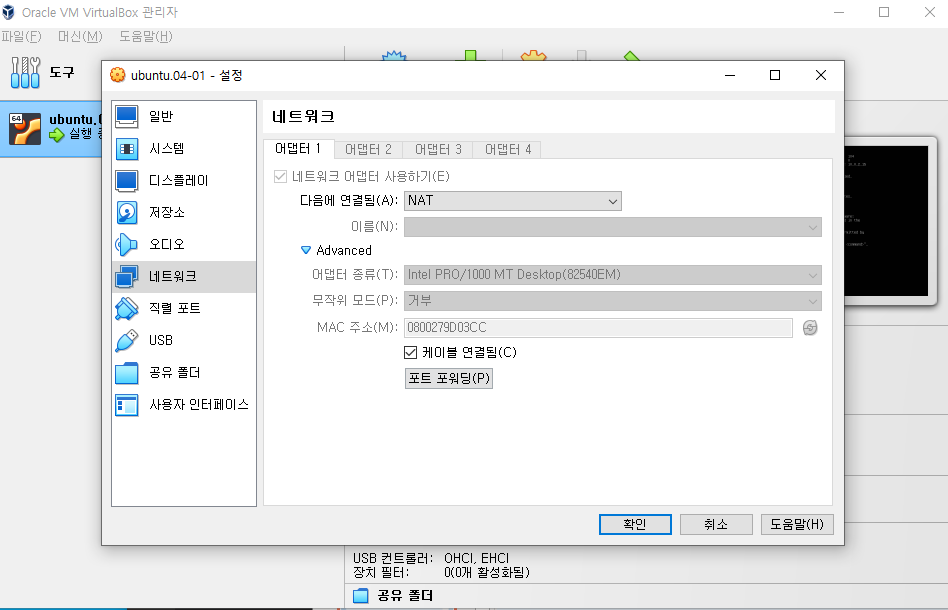 Oracle VM VirtualBox 관리자
파일(F) 머신(M) 도움말(H)
도구
64
ubuntu.
실행
ubuntu.04-01 - 설정
일반
시스템
디스플레이
저장소
오디오
네트워크
직렬 포트
USB
공유 폴더
사용자 인터페이스
네트워크
어댑터 1 어댑터 2 어댑터 3 어댑터 4
네트워크 어댑터 사용하기(E)
다음에 연결됨(A): NAT
이름(N):
Advanced
어댑터 종류(T): Intel PRO/1000 MT Desktop(82540EM)
무작위 모드(P): 거부
MAC 주소(M): 0800279D03CC
케이블 연결됨(C)
포트 포워딩(P)
확인 취소 도움말(H)
USB 컨트롤러: OHCI, EHCI
장치 필터: 0(0개 활성화됨)
공유 폴더